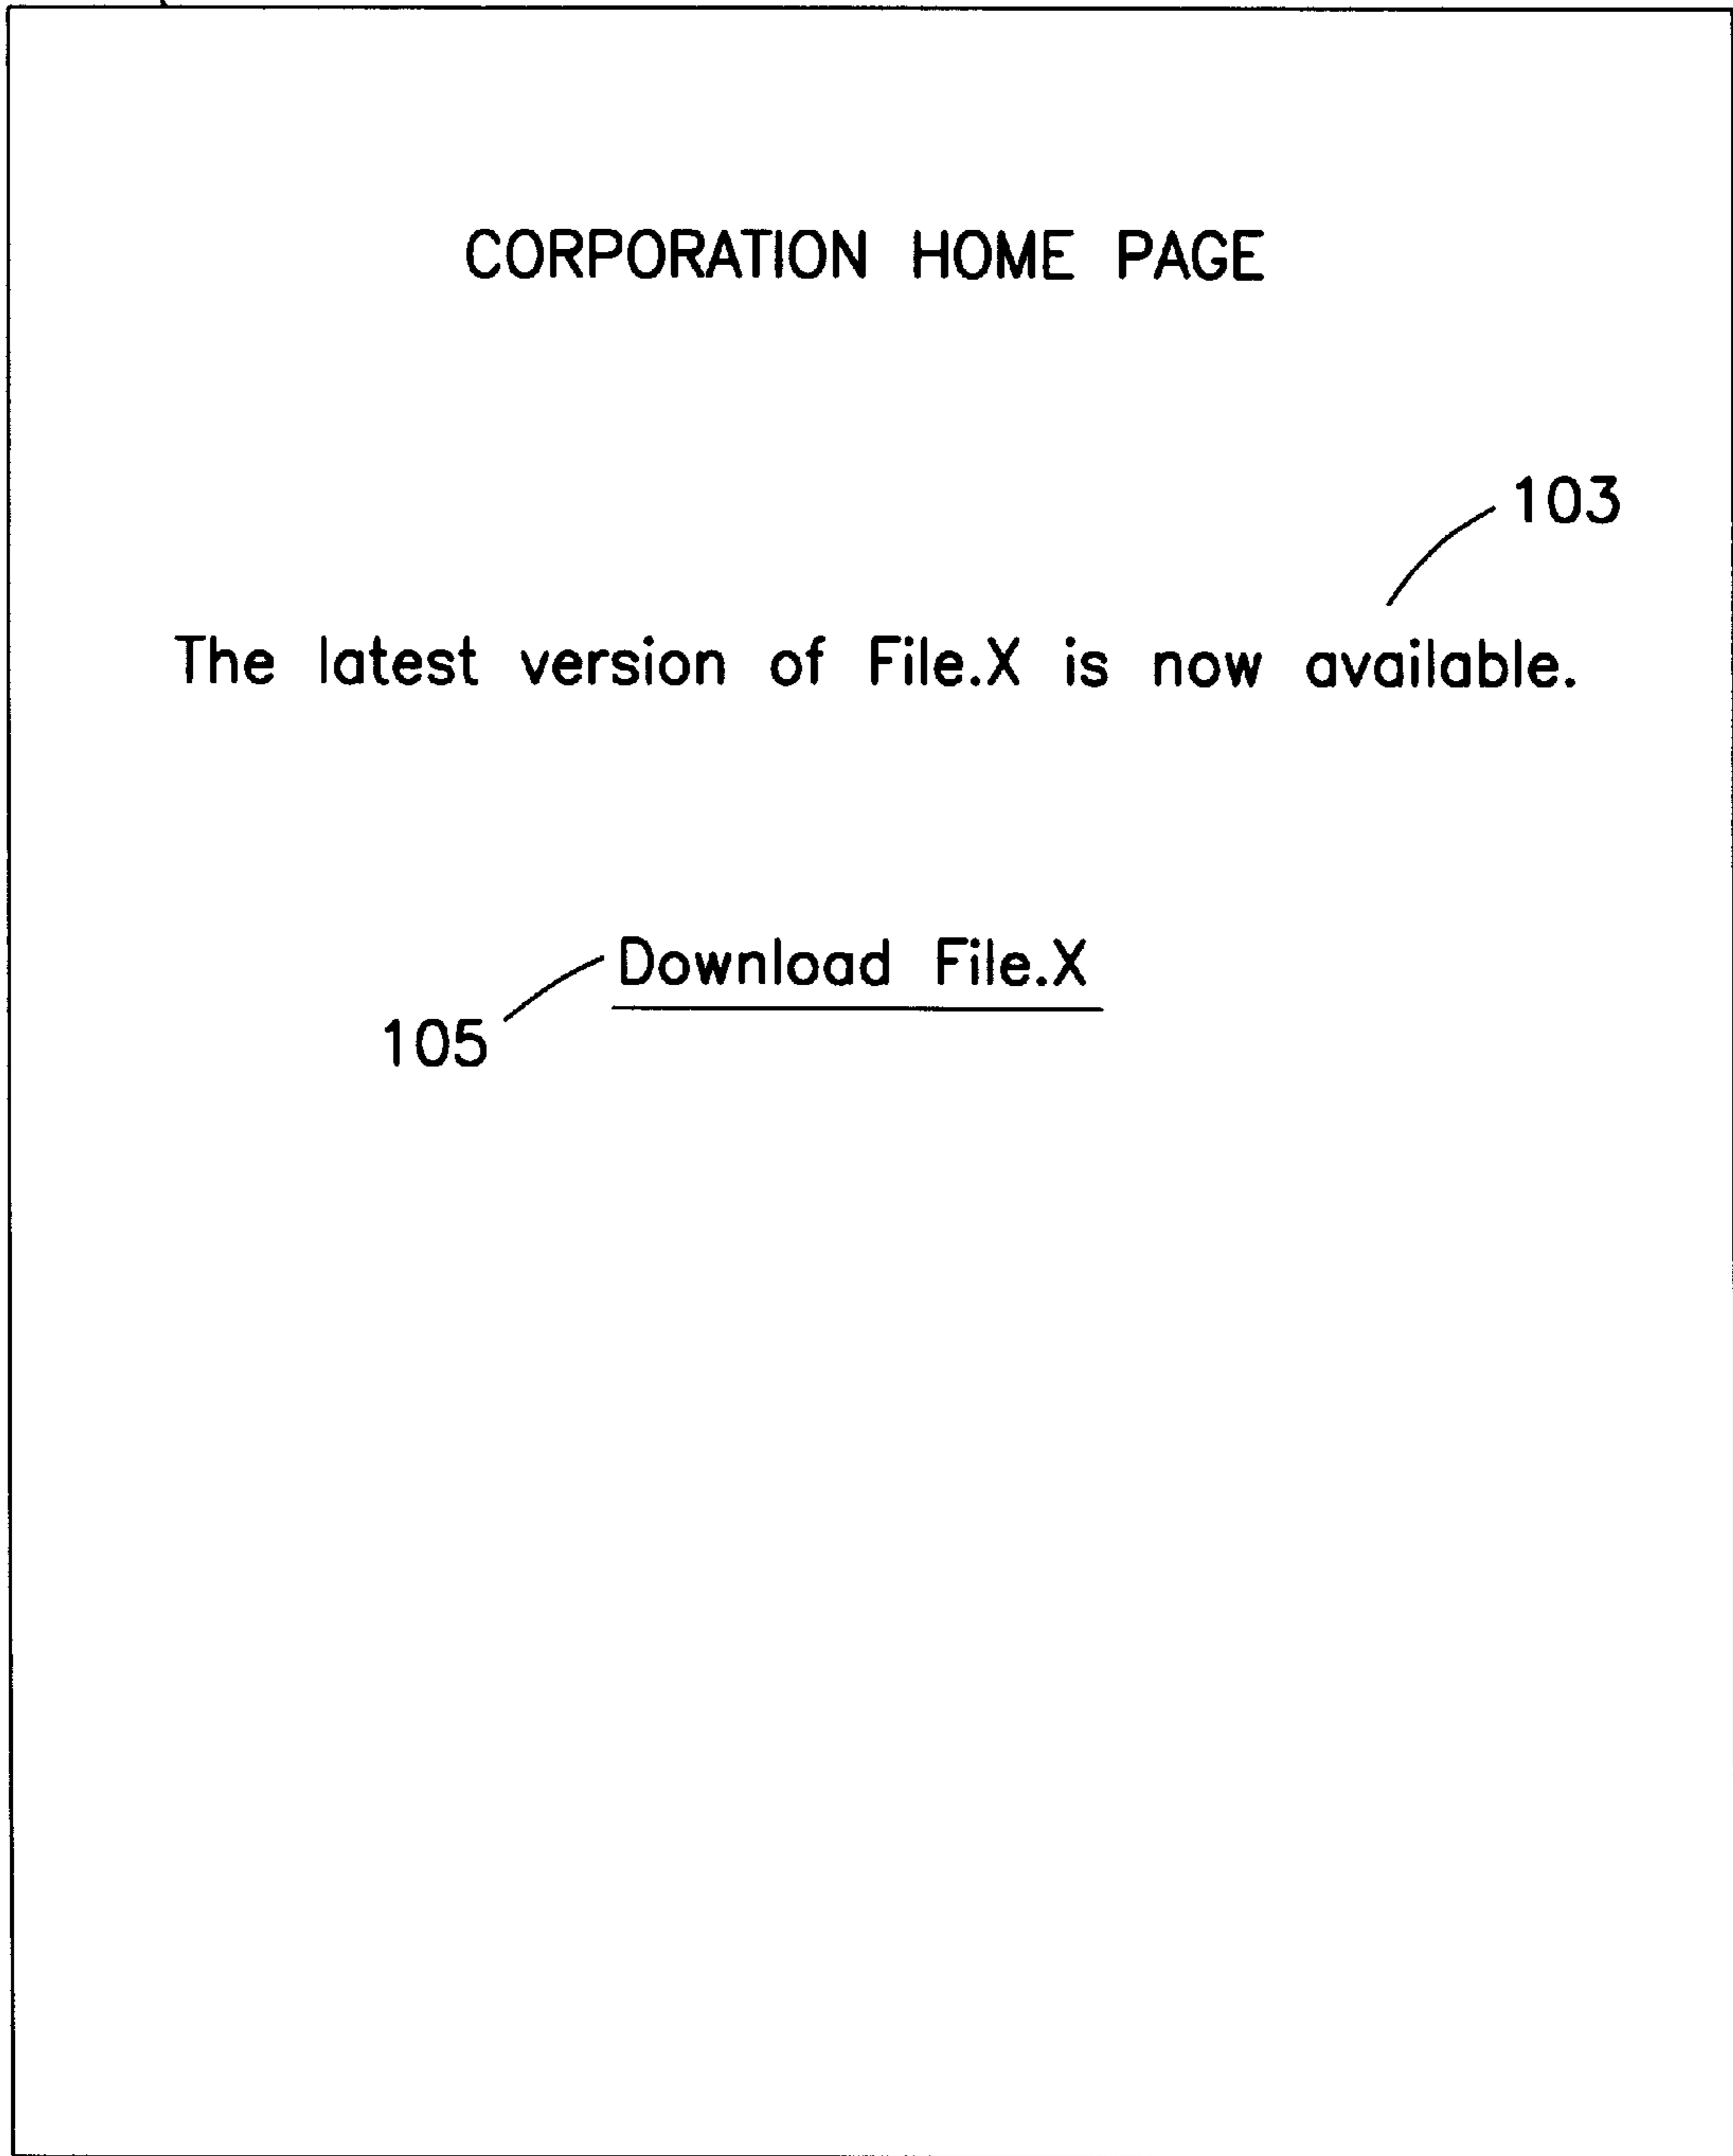 CORPORATION HOME PAGE
103
The latest version of File.X is now available.
Download File.X
105